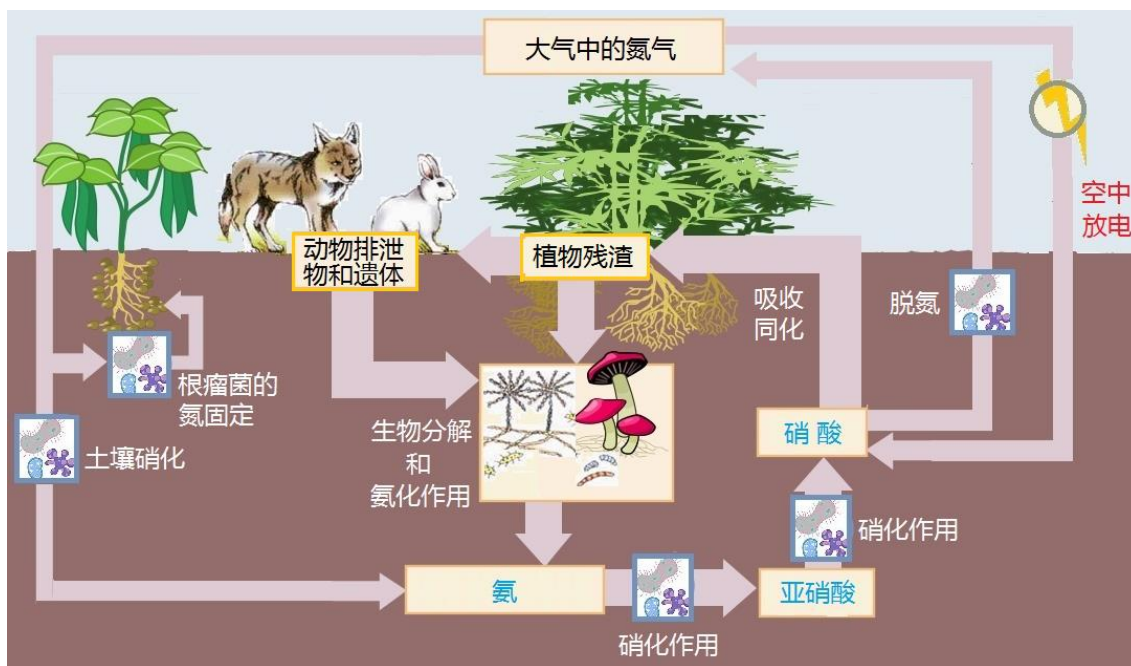 大气中的氮气
空中
放电
动物排泄
物和遗体
植物残渣
吸收
同化
脱氮
根瘤菌的
氮固定
土壤硝化
生物分解
和
氨化作用
硝 酸
硝化作用
氨
亚硝酸
硝化作用